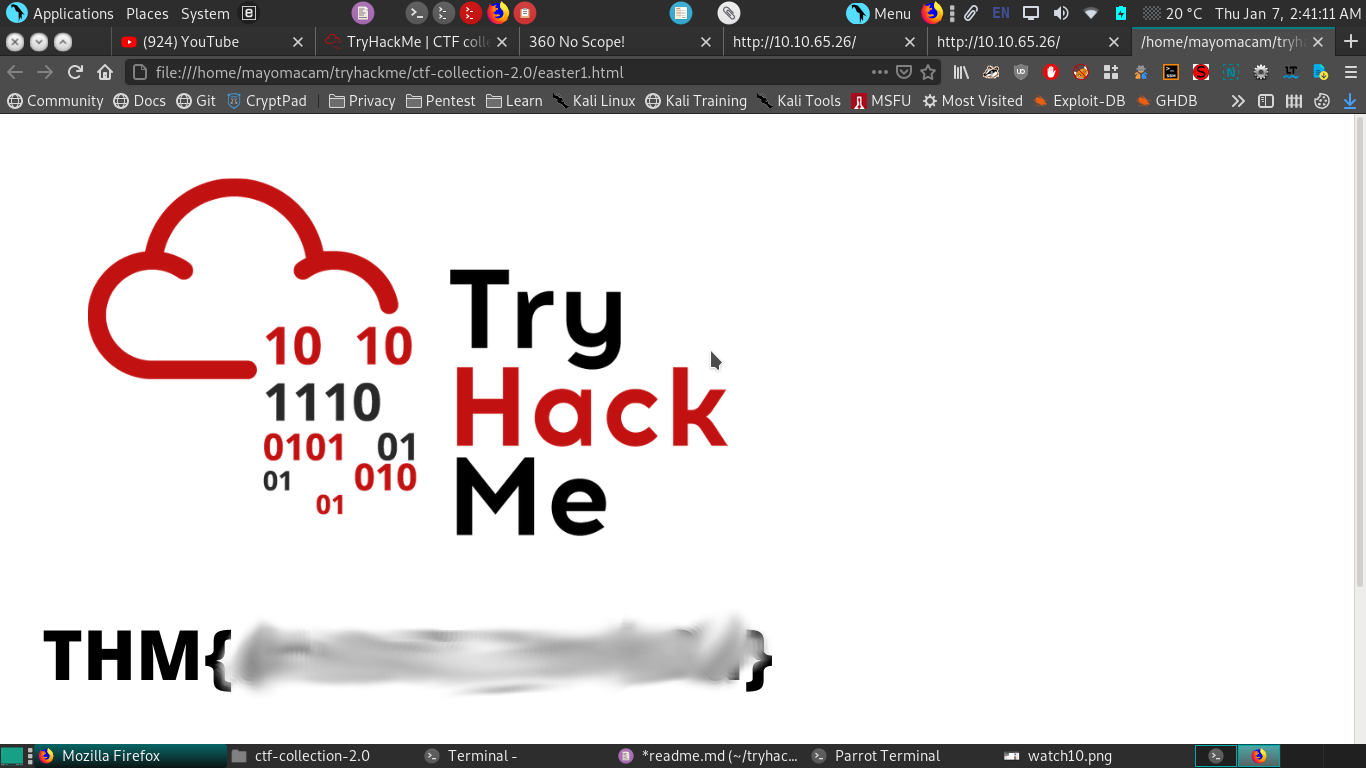 Applications Places System EN Menu 20 °C Thu Jan 7, 2:41:11 AM
(924) YouTube TryHackMe | CTF colle 360 No Scope! http://10.10.65.26/ http://10.10.65.26/ /home/mayomacam/tryha
file:///home/mayomacam/tryhackme/ctf-collection-2.0/easter1.html
Community Docs Git CryptPad Privacy Pentest Learn Kali Linux Kali Training Kali Tools MSFU Most Visited Exploit-DB GHDB
10 10
1110
0101 01
01 010
01
Try
Hack
Me
THM{ }
Mozilla Firefox ctf-collection-2.0 Terminal - *readme.md (~/tryhac... Parrot Terminal watch10.png